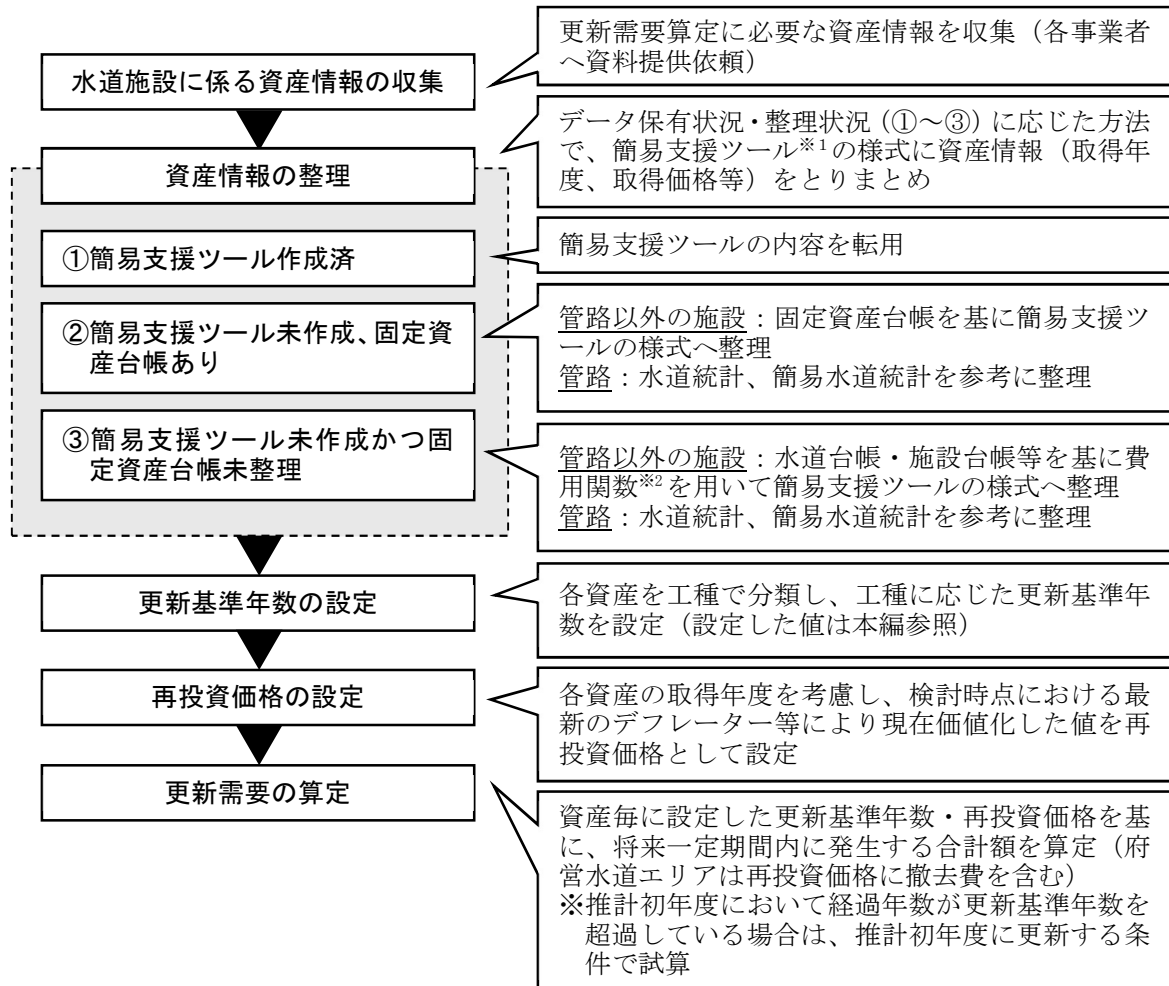 水道施設に係る資産情報の収集
更新需要算定に必要な資産情報を収集（各事業者
へ資料提供依頼）
資産情報の整理
データ保有状況・整理状況（①～③）に応じた方法
で、簡易支援ツール※1の様式に資産情報（取得年
度、取得価格等）をとりまとめ
①簡易支援ツール作成済
簡易支援ツールの内容を転用
②簡易支援ツール未作成、固定資
産台帳あり
管路以外の施設：固定資産台帳を基に簡易支援ツ
ールの様式へ整理
管路：水道統計、簡易水道統計を参考に整理
③簡易支援ツール未作成かつ固
定資産台帳未整理
管路以外の施設：水道台帳・施設台帳等を基に費
用関数※2を用いて簡易支援ツールの様式へ整理
管路：水道統計、簡易水道統計を参考に整理
更新基準年数の設定
各資産を工種で分類し、工種に応じた更新基準年
数を設定（設定した値は本編参照）
再投資価格の設定
各資産の取得年度を考慮し、検討時点における最
新のデフレーター等により現在価値化した値を再
投資価格として設定
更新需要の算定
資産毎に設定した更新基準年数・再投資価格を基
に、将来一定期間内に発生する合計額を算定（府
営水道エリアは再投資価格に撤去費を含む）
※推計初年度において経過年数が更新基準年数を
超過している場合は、推計初年度に更新する条
件で試算